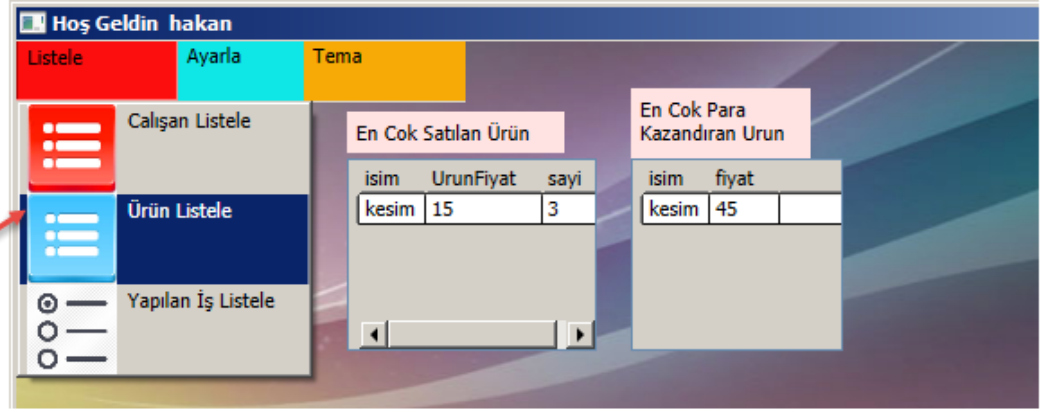 Hoş Geldin hakan
Listele Ayarla Tema
Calışan Listele
Ürün Listele
Yapılan İş Listele
En Cok Satılan Ürün
isim UrunFiyat sayi
kesim 15 3
En Cok Para
Kazandıran Urun
isim fiyat
kesim 45